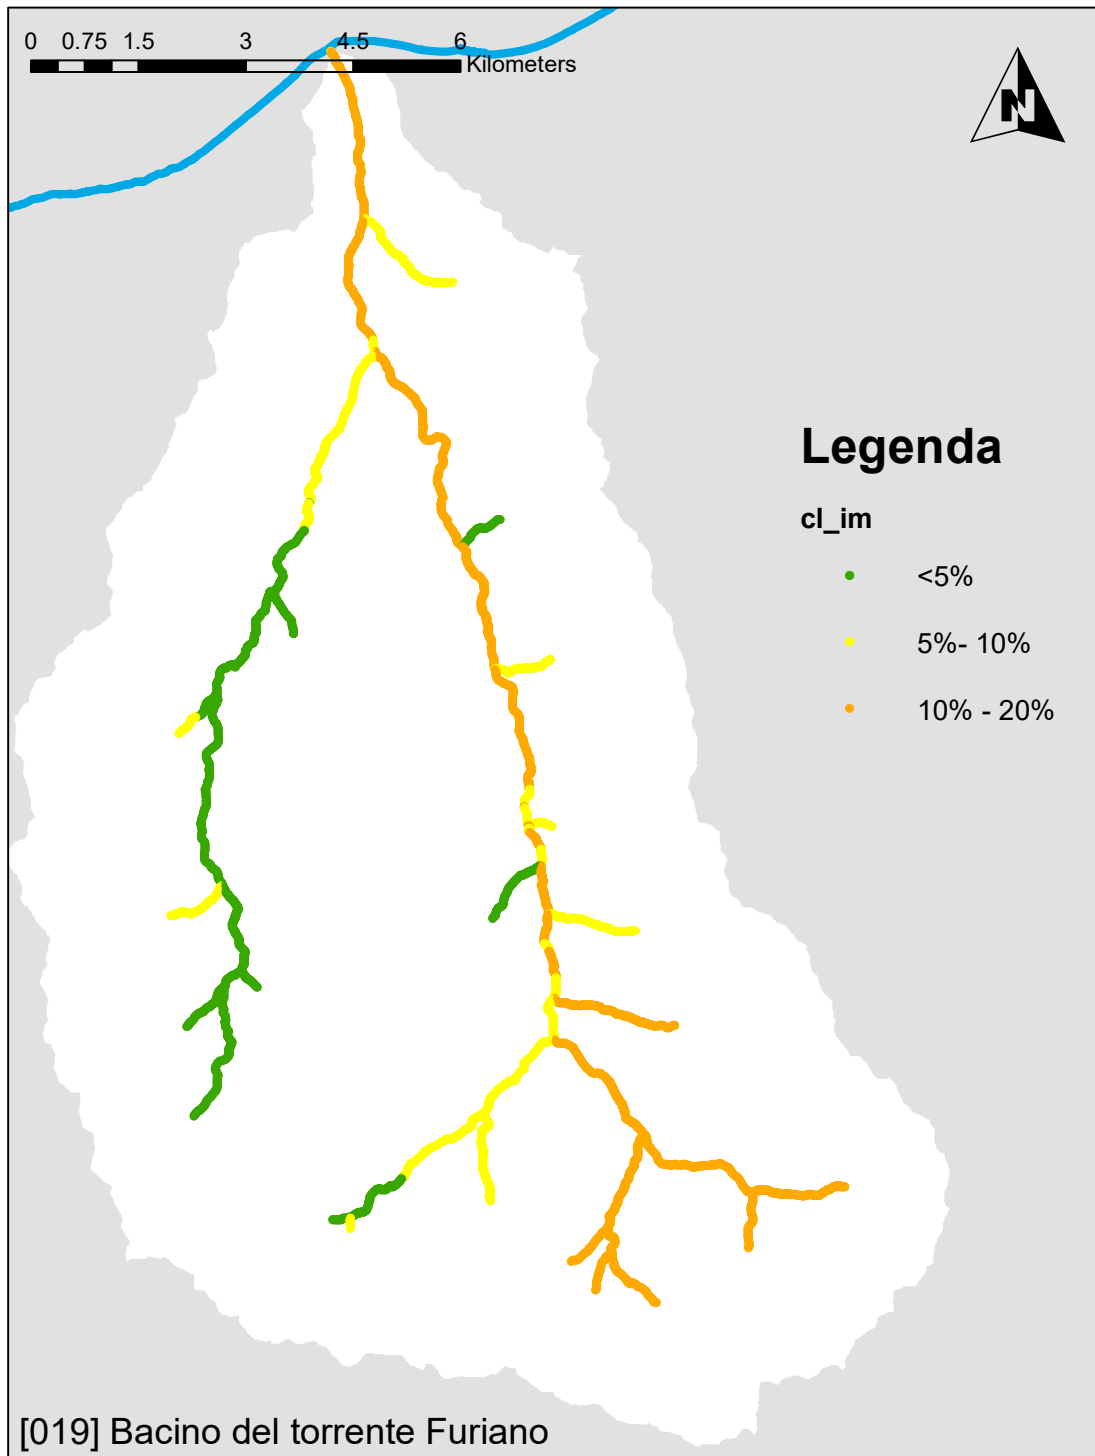 0 0.75 1.5 3 4.5 6
Kilometers
N
Legenda
cl_im
<5%
5%- 10%
10% - 20%
[019] Bacino del torrente Furiano